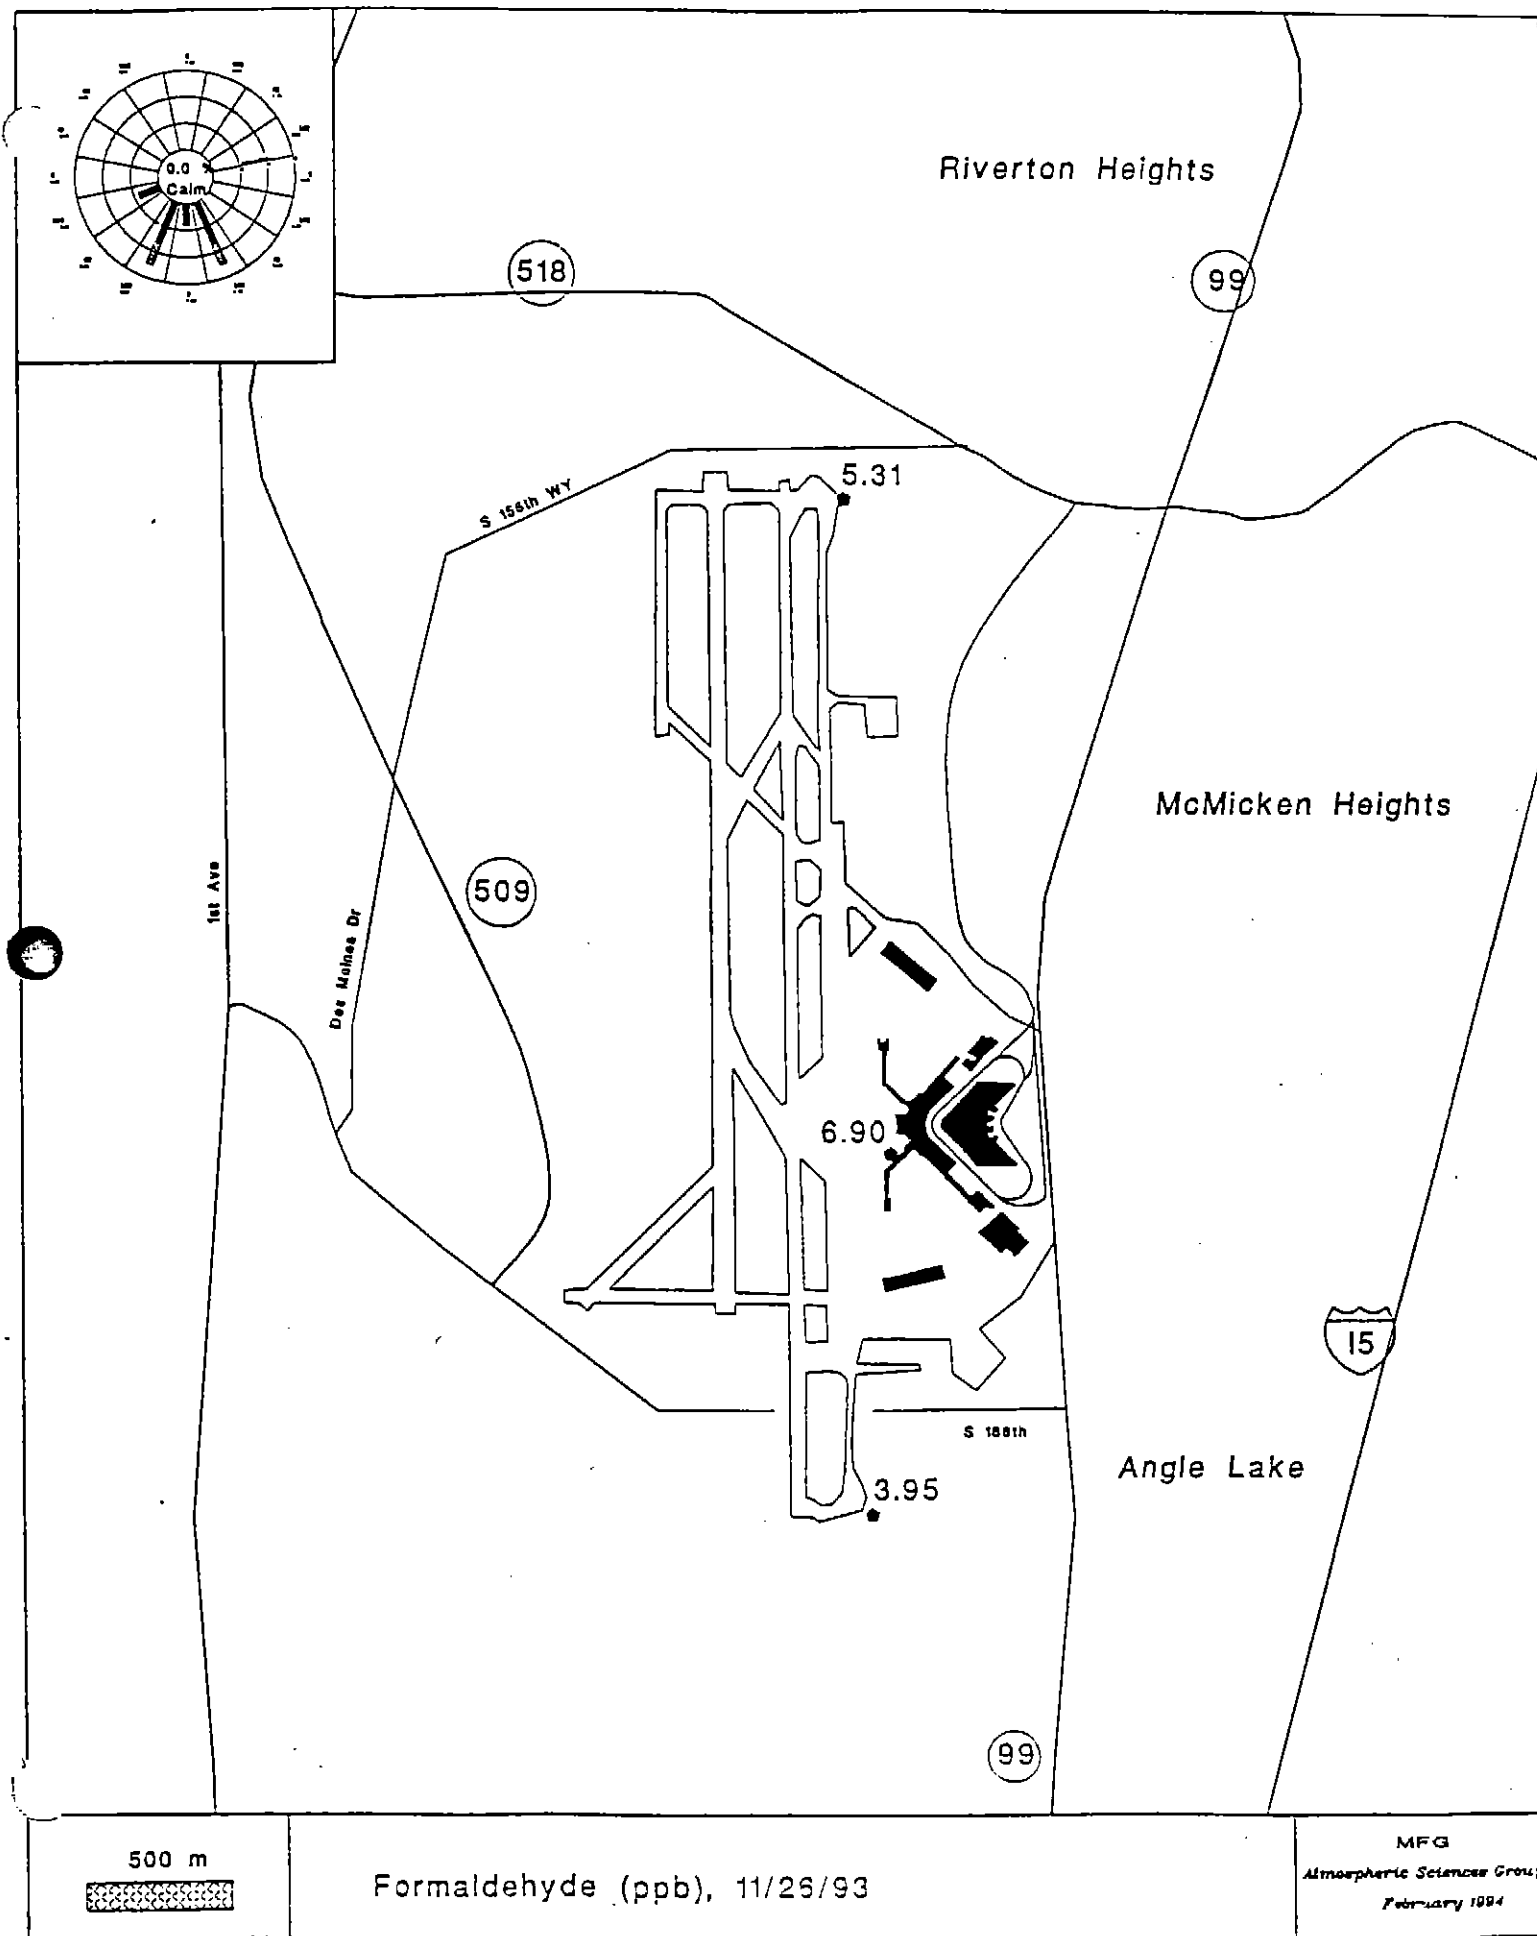 0.0 %
Calm
Riverton Heights
518
99
5.31
S 156th WY
McMicken Heights
1st Ave
509
Des Moines Dr
6.90
15
S 188th
Angle Lake
3.95
99
500 m
Formaldehyde (ppb), 11/26/93
MFG
Atmospheric Sciences Group
February 1994